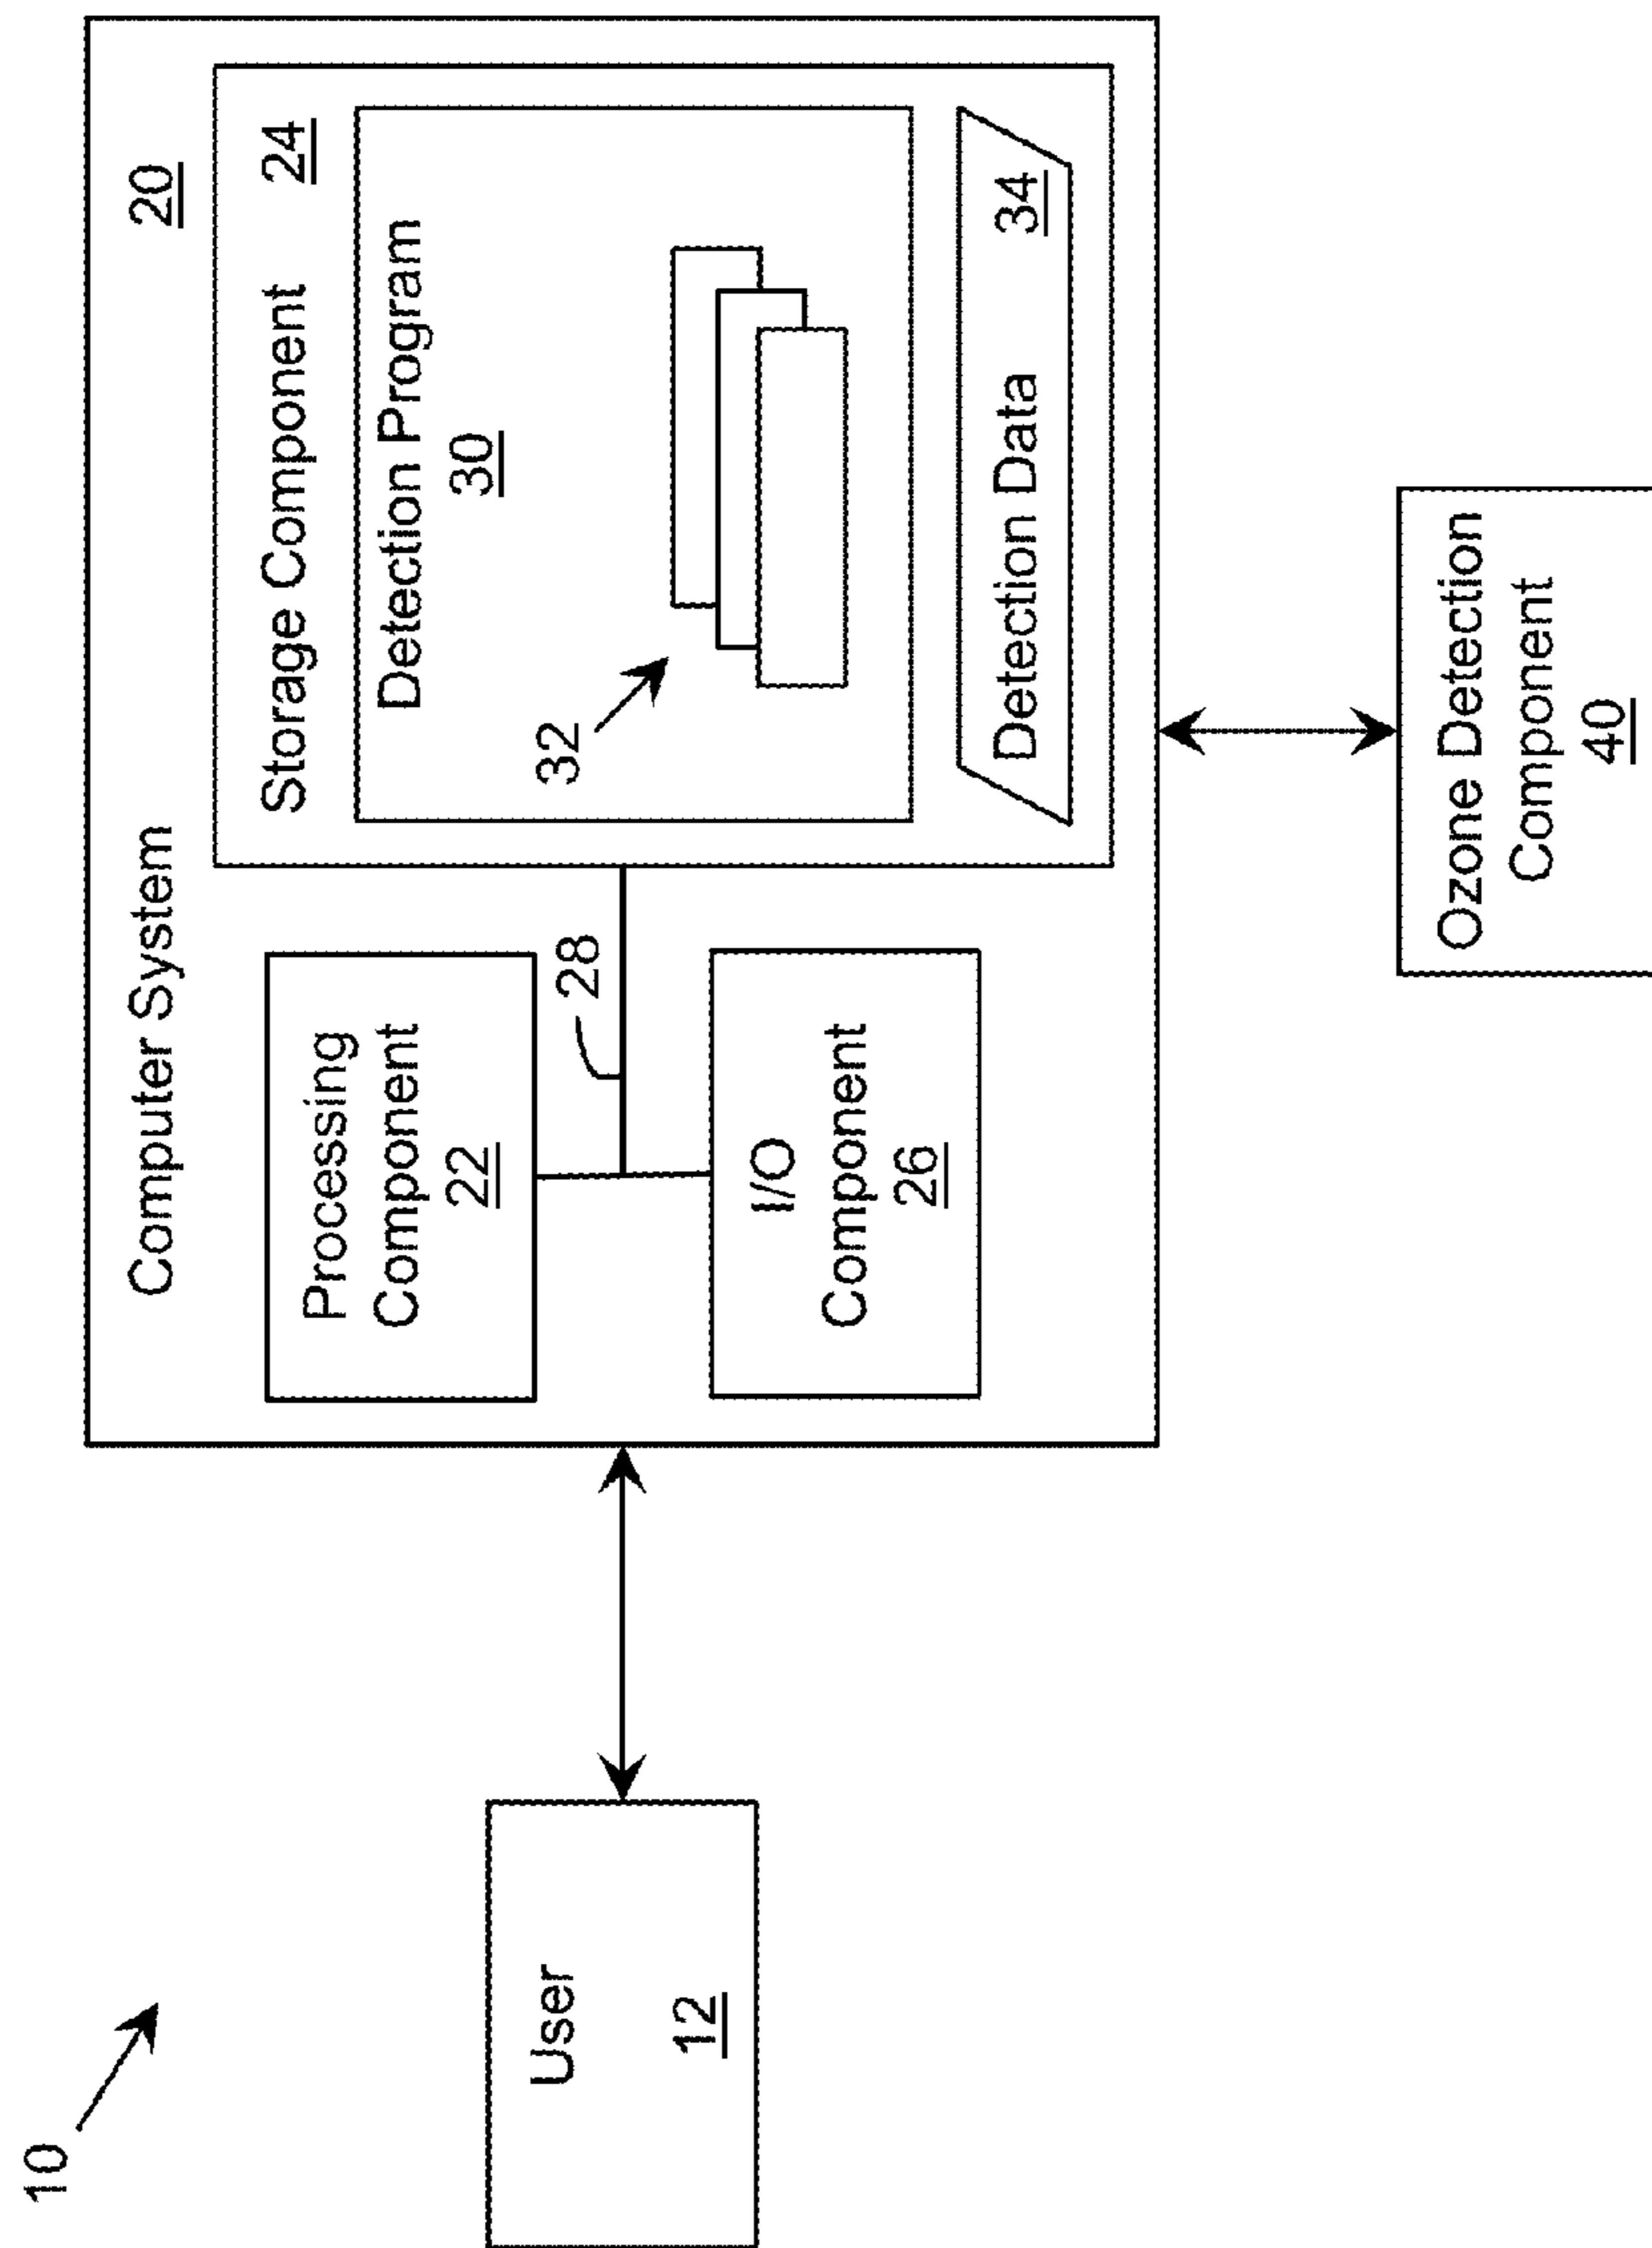 10
Computer System
20
Storage Component
24
Processing
Component
22
Detection Program
30
28
32
User
12
I/O
Component
26
Detection Data
34
Ozone Detection
Component
40